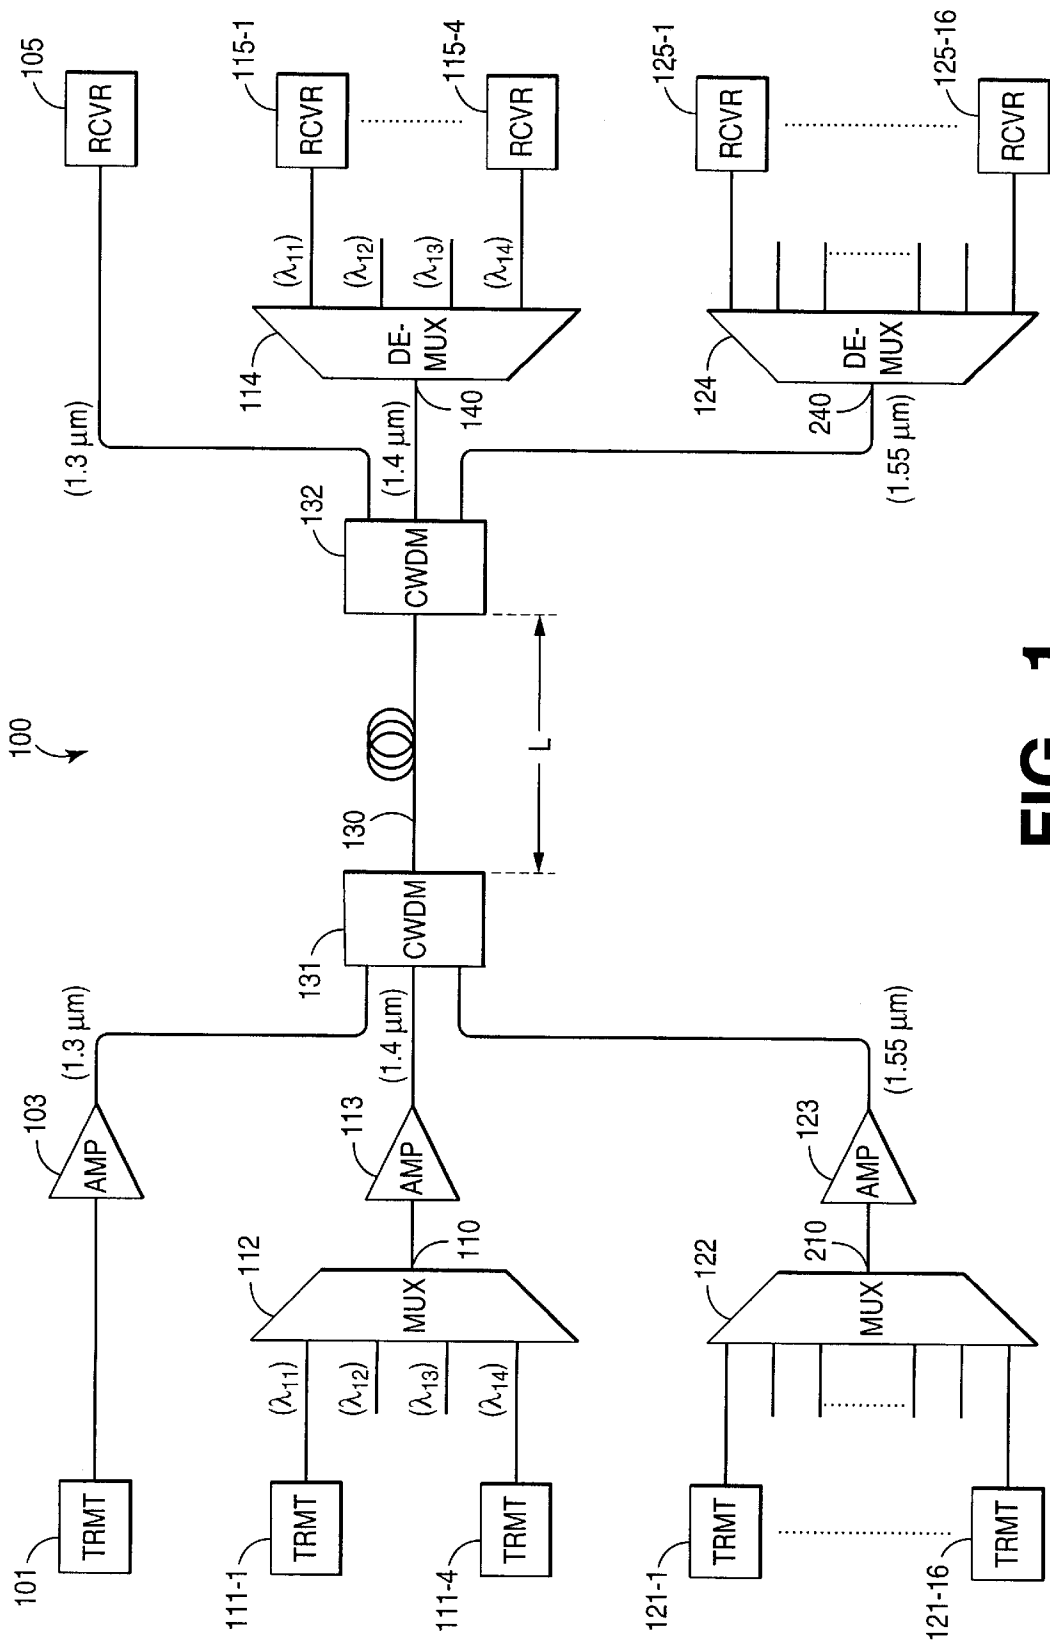 100
101
TRMT
103
AMP
(1.3 μm)
(1.3 μm)
105
RCVR
111-1
TRMT
111-4
TRMT
(λ11)
(λ12)
(λ13)
(λ14)
112
MUX
110
113
AMP
(1.4 μm)
131
CWDM
130
L
132
CWDM
(1.4 μm)
140
114
DE-
MUX
(λ11)
(λ12)
(λ13)
(λ14)
115-1
RCVR
115-4
RCVR
121-1
TRMT
121-16
TRMT
122
MUX
210
123
AMP
(1.55 μm)
(1.55 μm)
240
124
DE-
MUX
125-1
RCVR
125-16
RCVR